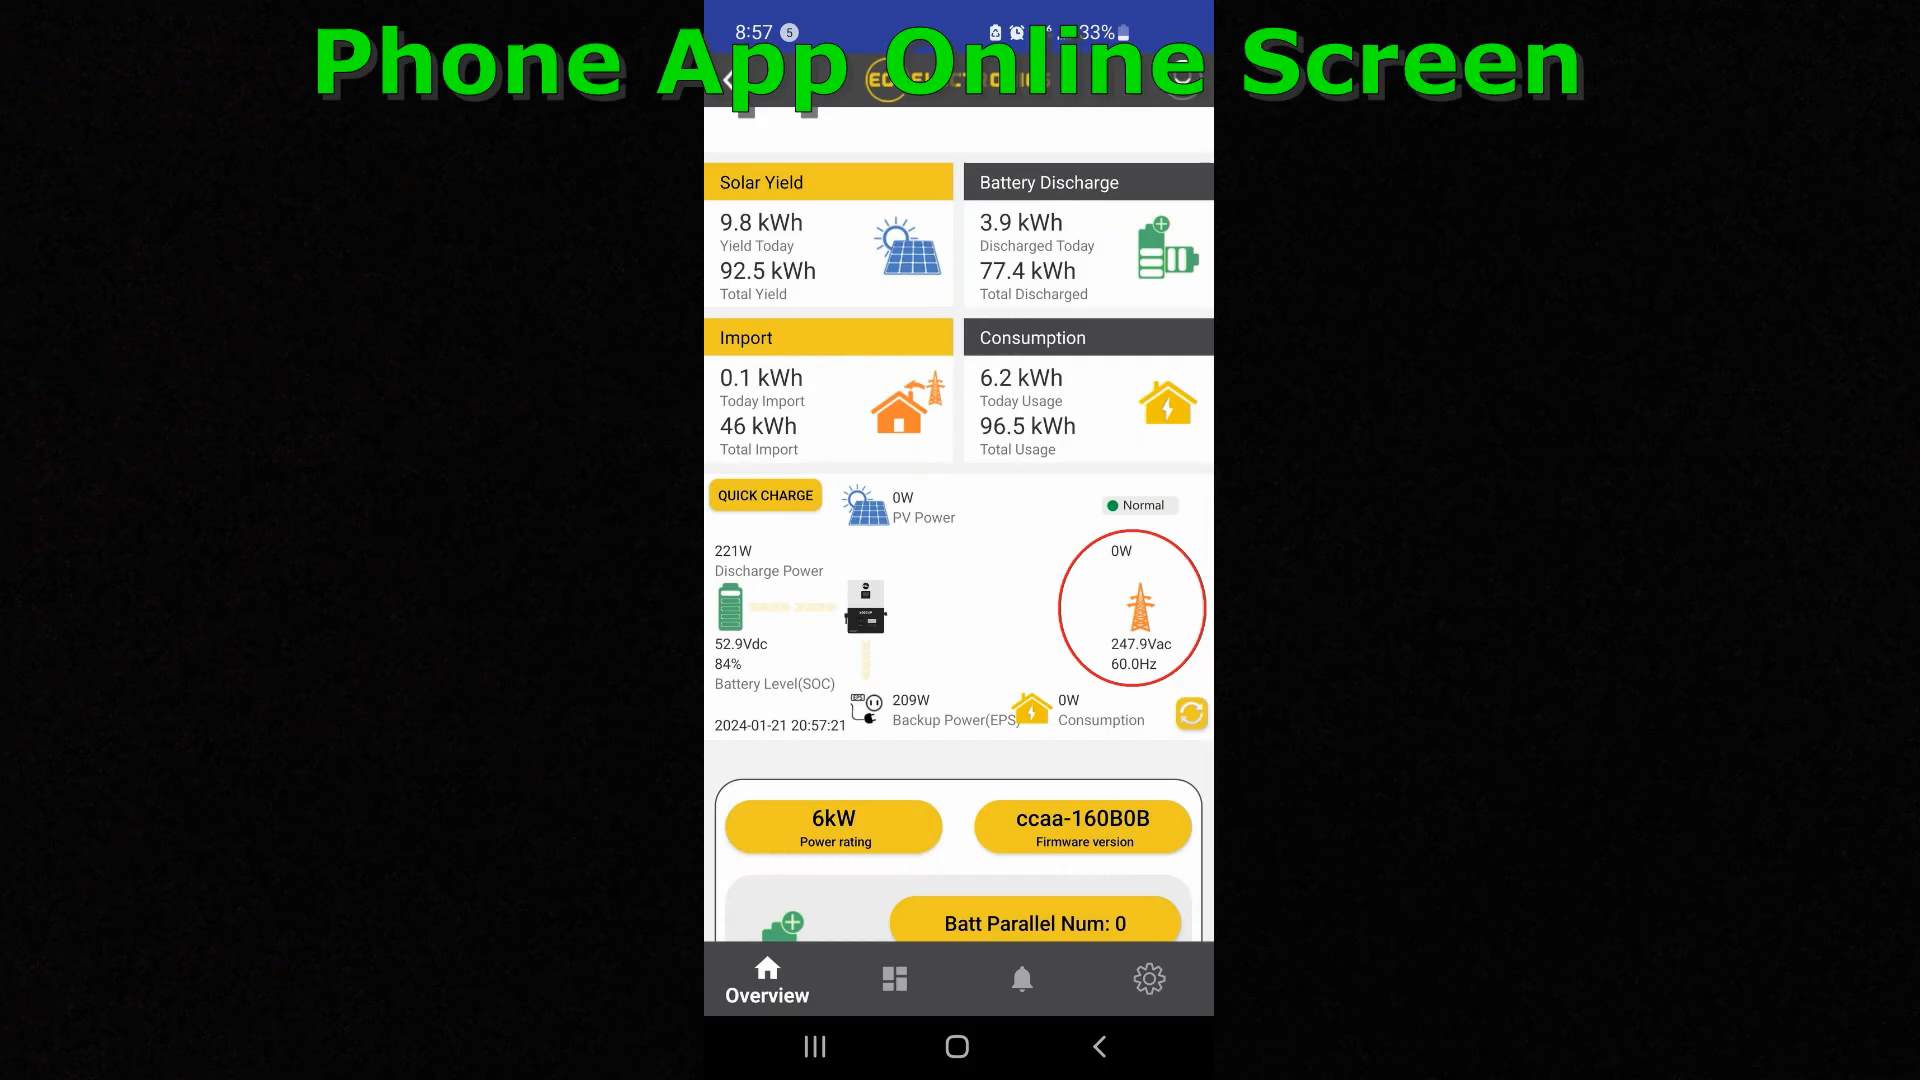 Phone App Online Screen
8:57 5 33%
Solar Yield
9.8 kWh
Yield Today
92.5 kWh
Total Yield
Battery Discharge
3.9 kWh
Discharged Today
77.4 kWh
Total Discharged
Import
0.1 kWh
Today Import
46 kWh
Total Import
Consumption
6.2 kWh
Today Usage
96.5 kWh
Total Usage
QUICK CHARGE
0W
PV Power
Normal
221W
Discharge Power
0W
52.9Vdc
84%
Battery Level(SOC)
247.9Vac
60.0Hz
EPS
209W
Backup Power(EPS)
0W
Consumption
2024-01-21 20:57:21
6kW
Power rating
ccaa-160B0B
Firmware version
Batt Parallel Num: 0
Overview